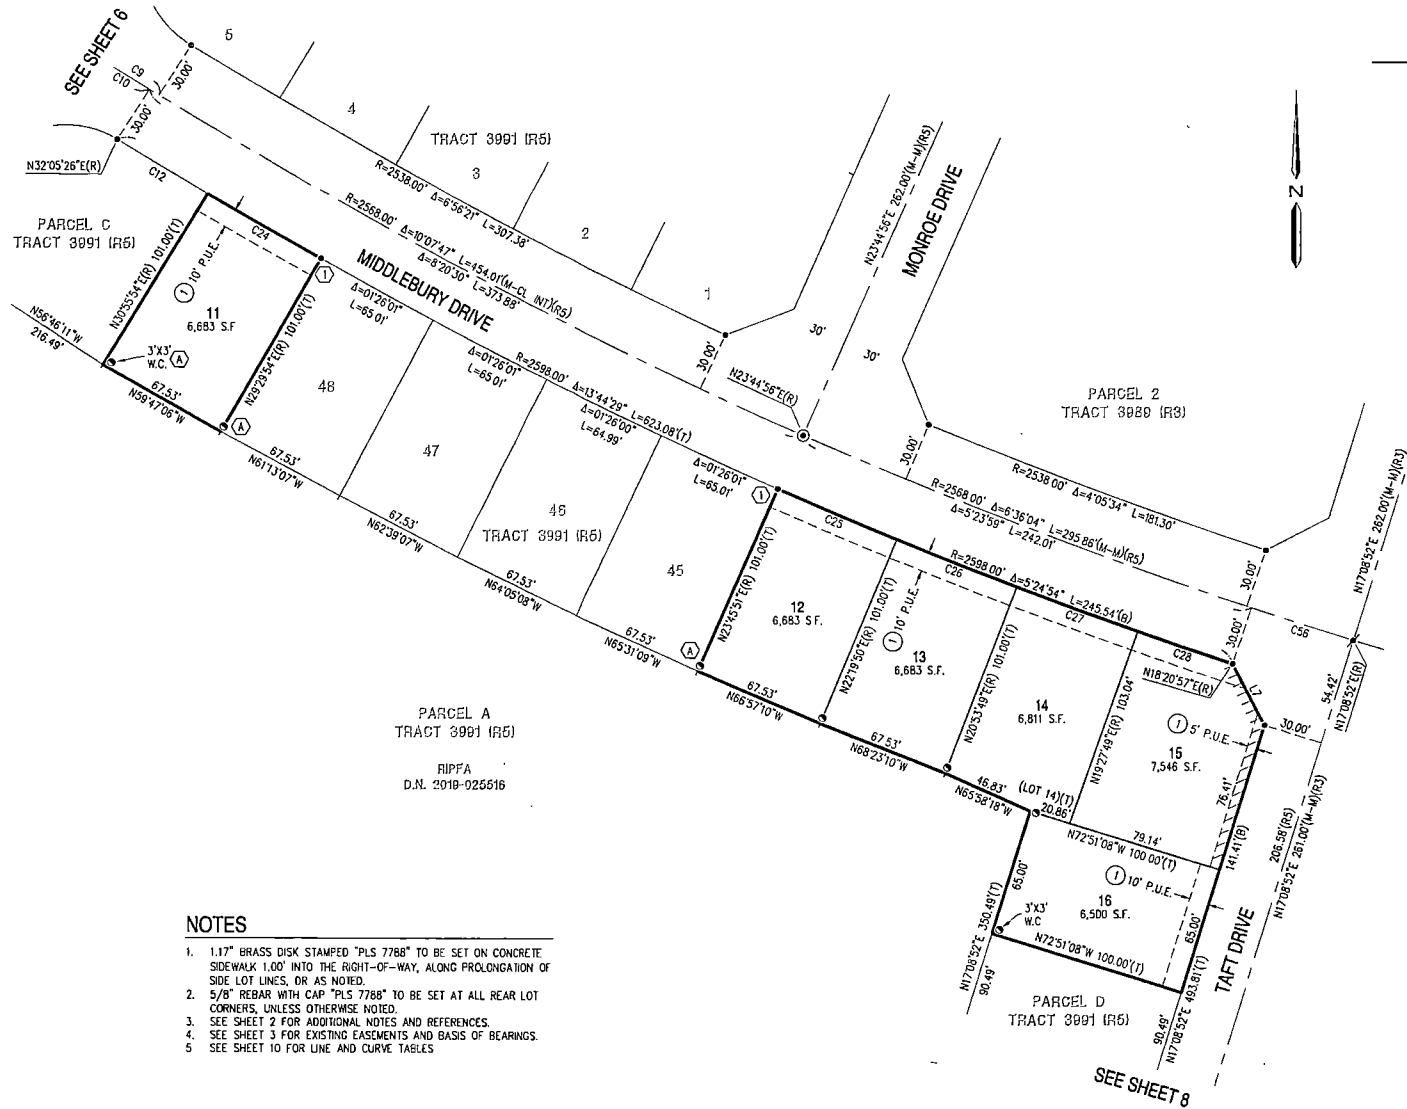 SEE SHEET 6
C9
C10
30.00'
30.00'
N32°05'26"E(R)
C12
5
4
TRACT 3991 (R5)
3
2
1
R=2538.00' Δ=6°56'21" L=307.38'
R=2568.00' Δ=10°07'47" L=454.01'(M-CL INT)(R5)
Δ=8°20'30" L=373.88'
MIDDLEBURY DRIVE
N23°44'56"E 262.00'(M-M)(R5)
MONROE DRIVE
30'
30'
N
PARCEL C
TRACT 3991 (R5)
N30°55'54"E(R) 101.00'(T)
C24
1 10' P.U.E.
11
6,683 S.F
N29°29'54"E(R) 101.00'(T)
1
3'X3'
W.C.
A
N56°46'11"W
216.49'
67.53'
N59°47'06"W
A
Δ=01°26'01"
L=65.01'
48
67.53'
N61°13'07"W
Δ=01°26'01"
L=65.01'
47
67.53'
N62°39'07"W
R=2598.00' Δ=13°44'29" L=623.08'(T)
Δ=01°26'00"
L=64.99'
46
TRACT 3991 (R5)
67.53'
N64°05'08"W
Δ=01°26'01"
L=65.01'
45
67.53'
N65°31'09"W
30.00'
N23°44'56"E(R)
30.00'
PARCEL 2
TRACT 3989 (R3)
R=2538.00' Δ=4°05'34" L=181.30'
R=2568.00' Δ=6°36'04" L=295.86'(M-M)(R5)
Δ=5°23'59" L=242.01'
N17°08'52"E 262.00'(M-M)(R3)
30.00'
30.00'
C56
54.42'
N17°08'52"E(R)
1
A
C25
R=2598.00' Δ=5°24'54" L=245.54'(B)
C26
C27
C28
N18°20'57"E(R)
L7
30.00'
N23°45'51"E(R) 101.00'(T)
12
6,683 S.F.
67.53'
N66°57'10"W
N22°19'50"E(R) 101.00'(T)
1 10' P.U.E.
13
6,683 S.F.
67.53'
N68°23'10"W
N20°53'49"E(R) 101.00'(T)
14
6,811 S.F.
46.83'
N65°58'18"W
(LOT 14)(T)
20.86'
N19°27'49"E(R) 103.04'
1 5' P.U.E.
15
7,546 S.F.
76.41'
141.41'(B)
79.14'
N72°51'08"W 100.00'(T)
206.58'(R5)
N17°08'52"E 261.00'(M-M)(R3)
1 10' P.U.E.
16
6,500 S.F.
65.00'
65.00'
3'X3'
W.C
N72°51'08"W 100.00'(T)
N17°08'52"E 350.49'(T)
90.49'
90.49'
N17°08'52"E 493.81'(T)
TAFT DRIVE
PARCEL D
TRACT 3991 (R5)
SEE SHEET 8
PARCEL A
TRACT 3991 (R5)
RIPFA
D.N. 2019-025516
NOTES
1. 1.17" BRASS DISK STAMPED "PLS 7788" TO BE SET ON CONCRETE
SIDEWALK 1.00' INTO THE RIGHT-OF-WAY, ALONG PROLONGATION OF
SIDE LOT LINES, OR AS NOTED.
2. 5/8" REBAR WITH CAP "PLS 7788" TO BE SET AT ALL REAR LOT
CORNERS, UNLESS OTHERWISE NOTED.
3. SEE SHEET 2 FOR ADDITIONAL NOTES AND REFERENCES.
4. SEE SHEET 3 FOR EXISTING EASEMENTS AND BASIS OF BEARINGS.
5 SEE SHEET 10 FOR LINE AND CURVE TABLES